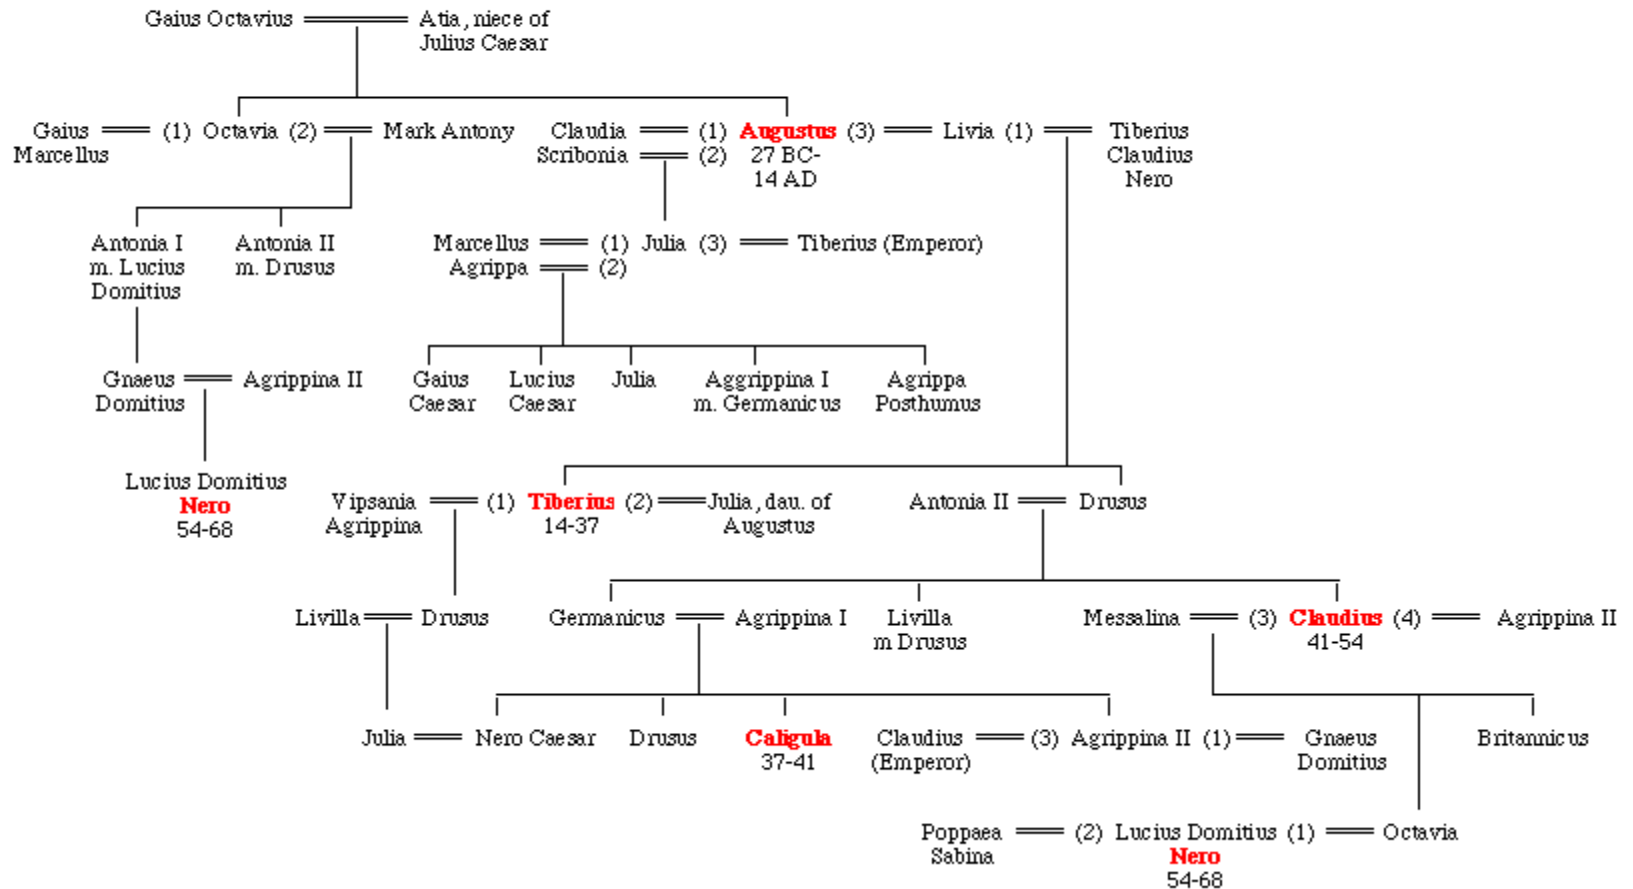 Gaius Octavius Atia, niece of
Julius Caesar
Gaius (1) Octavia (2) Mark Antony Claudia (1) Augustus (3) Livia (1) Tiberius
Marcellus Scribonia (2) 27 BC- Claudius
14 AD Nero
Antonia I Antonia II Marcellus (1) Julia (3) Tiberius (Emperor)
m. Lucius m. Drusus Agrippa (2)
Domitius
Gnaeus Agrippina II Gaius Lucius Julia Aggrippina I Agrippa
Domitius Caesar Caesar m. Germanicus Posthumus
Lucius Domitius
Nero
54-68
Vipsania (1) Tiberius (2) Julia, dau. of Antonia II Drusus
Agrippina 14-37 Augustus
Livilla Drusus Germanicus Agrippina I Livilla Messalina (3) Claudius (4) Agrippina II
m Drusus 41-54
Julia Nero Caesar Drusus Caligula Claudius (3) Agrippina II (1) Gnaeus Britannicus
37-41 (Emperor) Domitius
Poppaea (2) Lucius Domitius (1) Octavia
Sabina Nero
54-68